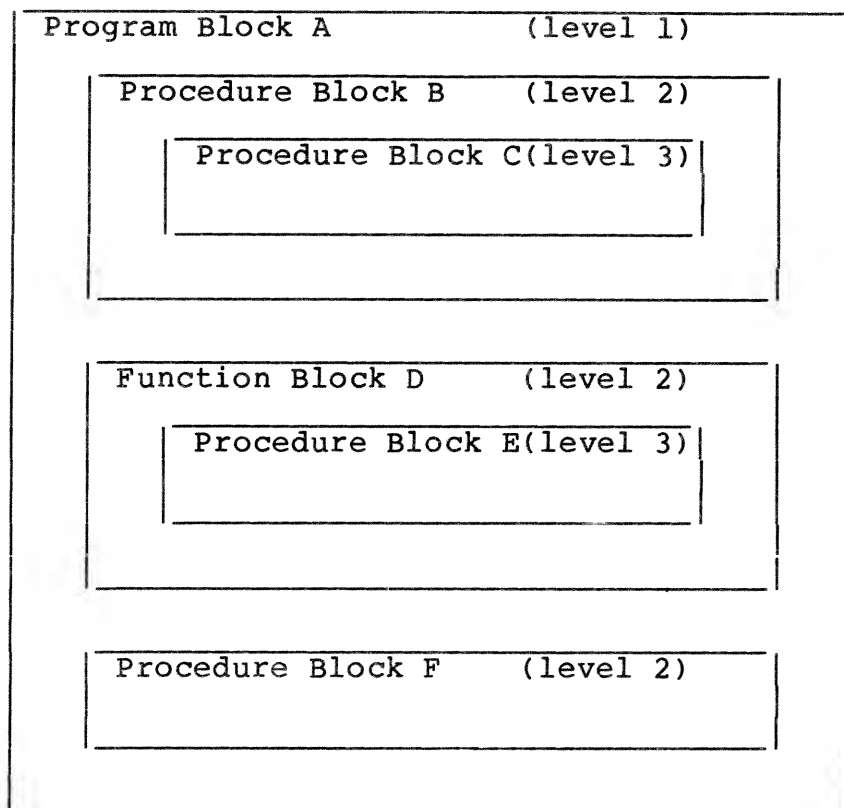 Program Block A (level 1)
Procedure Block B (level 2)
Procedure Block C(level 3)
Function Block D (level 2)
Procedure Block E(level 3)
Procedure Block F (level 2)